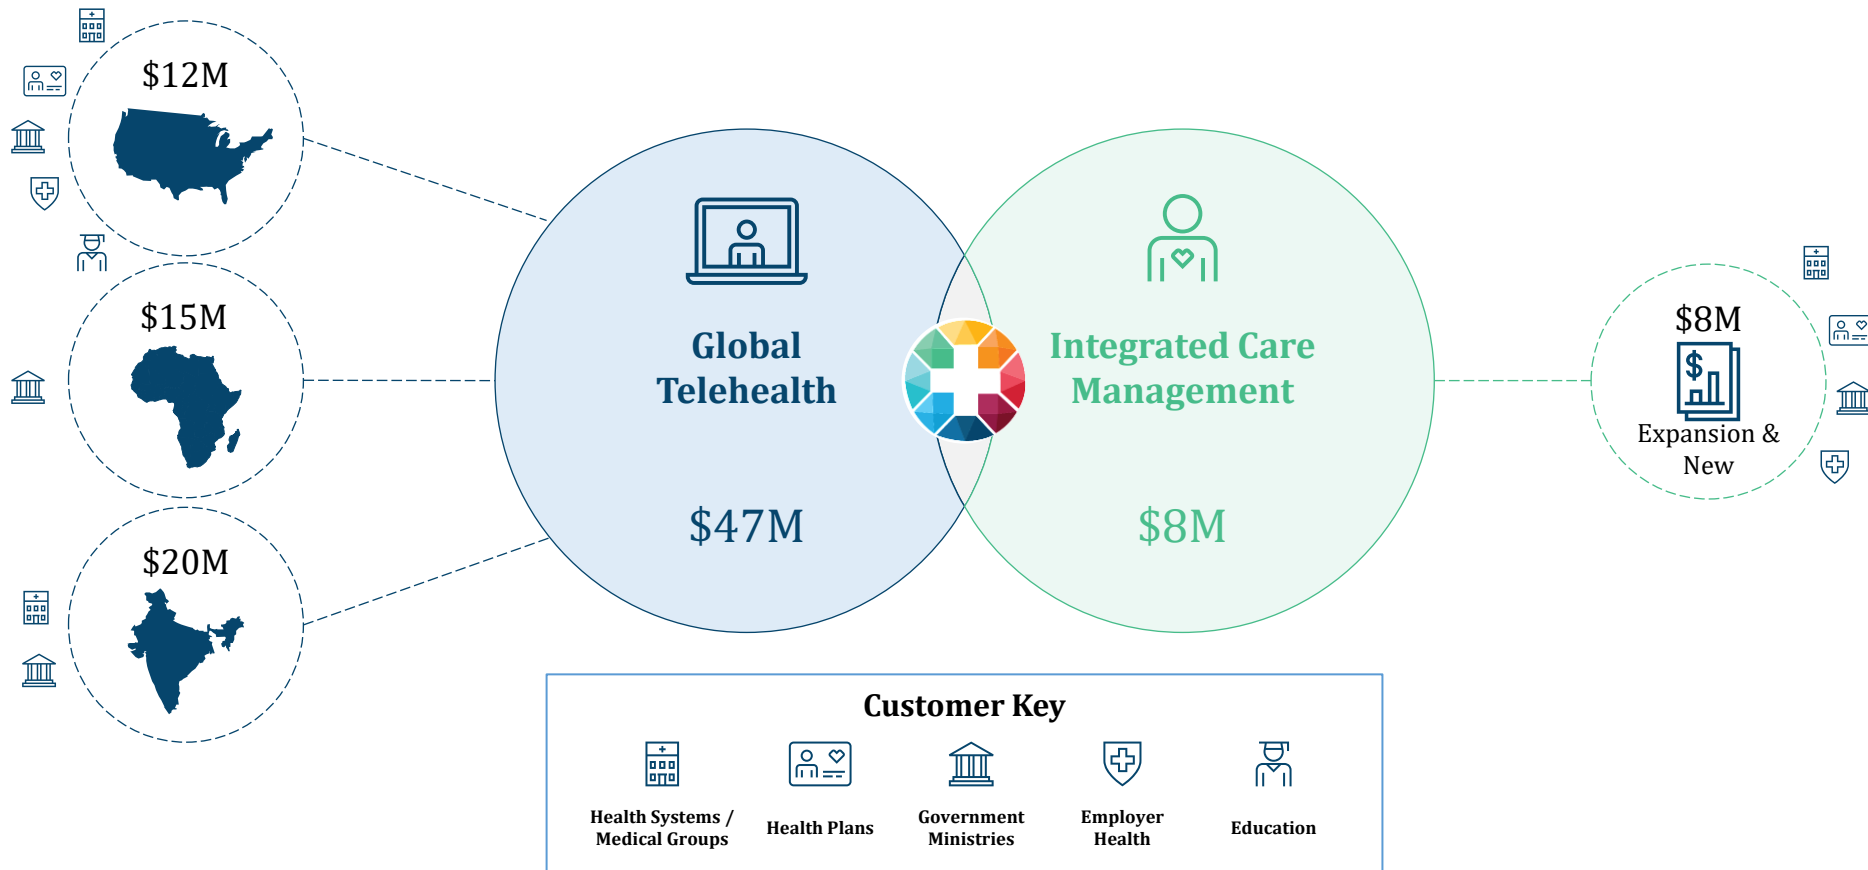 $12M
$15M
$20M
Global
Telehealth
$47M
Integrated Care
Management
$8M
$8M
$
Expansion &
New
Customer Key
Health Systems /
Medical Groups
Health Plans
Government
Ministries
Employer
Health
Education